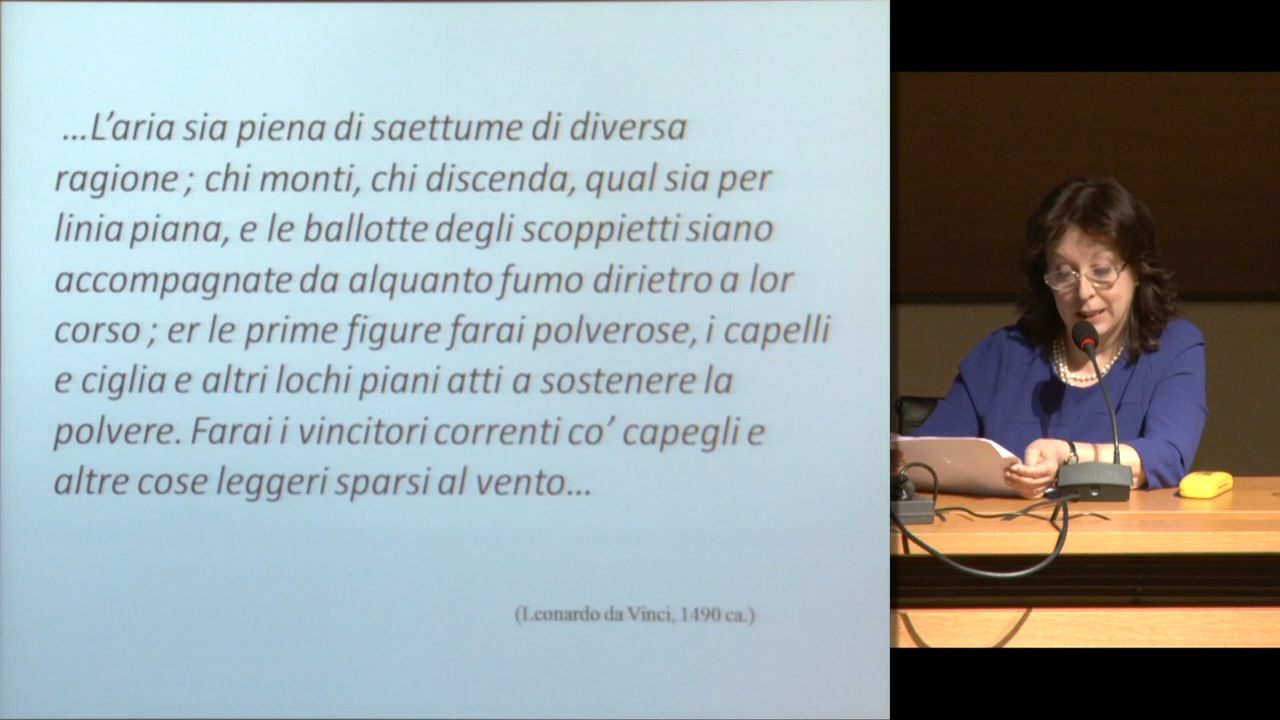 ...L'aria sia piena di saettume di diversa
ragione ; chi monti, chi discenda, qual sia per
linia piana, e le ballotte degli scoppietti siano
accompagnate da alquanto fumo dirietro a lor
corso ; er le prime figure farai polverose, i capelli
e ciglia e altri lochi piani atti a sostenere la
polvere. Farai i vincitori correnti co' capegli e
altre cose leggeri sparsi al vento...
(Leonardo da Vinci, 1490 ca.)